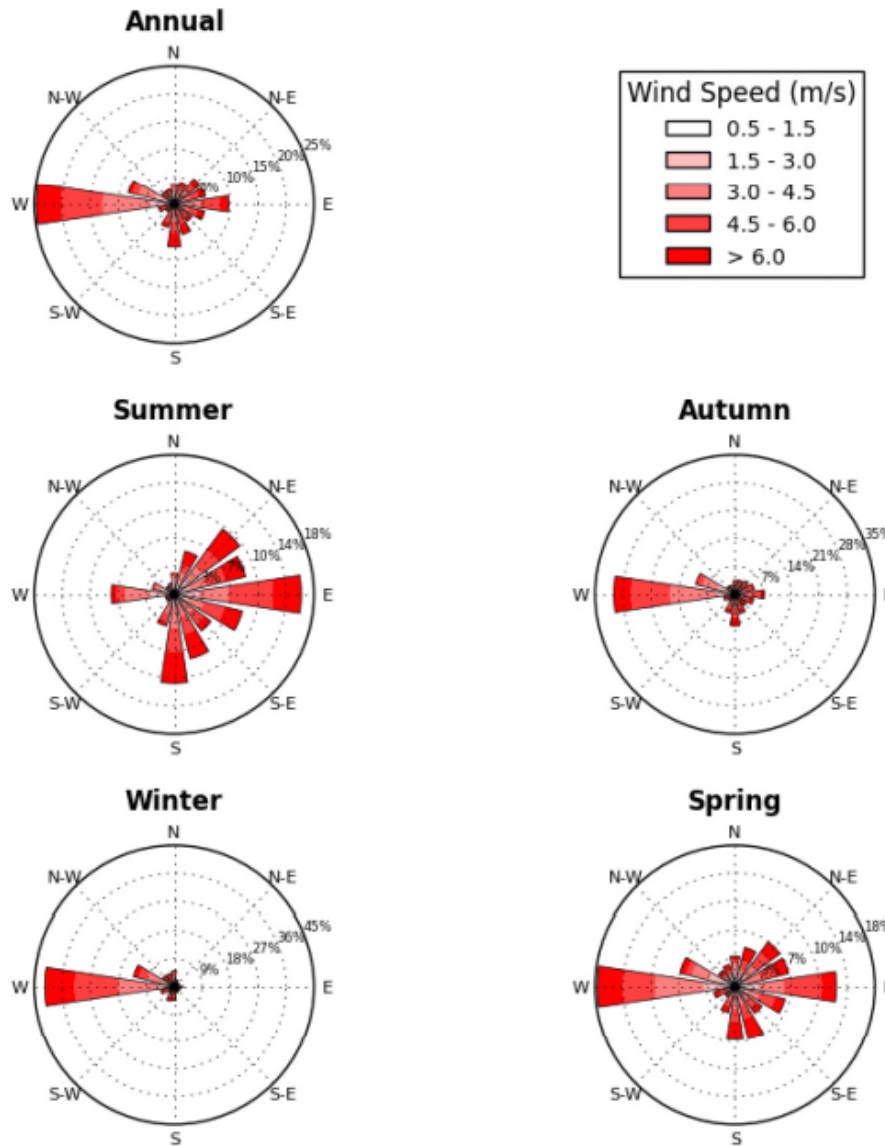 Annual
N
N-W
N-E
25%
20%
15%
10%
W
E
S-W
S-E
S
Wind Speed (m/s)
0.5 - 1.5
1.5 - 3.0
3.0 - 4.5
4.5 - 6.0
> 6.0
Summer
N
N-W
N-E
18%
14%
10%
W
E
S-W
S-E
S
Autumn
N
N-W
N-E
35%
28%
21%
14%
7%
W
S-W
S-E
S
Winter
N
N-W
N-E
45%
36%
27%
18%
9%
W
E
S-W
S-E
S
Spring
N
N-W
N-E
18%
14%
10%
7%
W
S-W
S-E
S